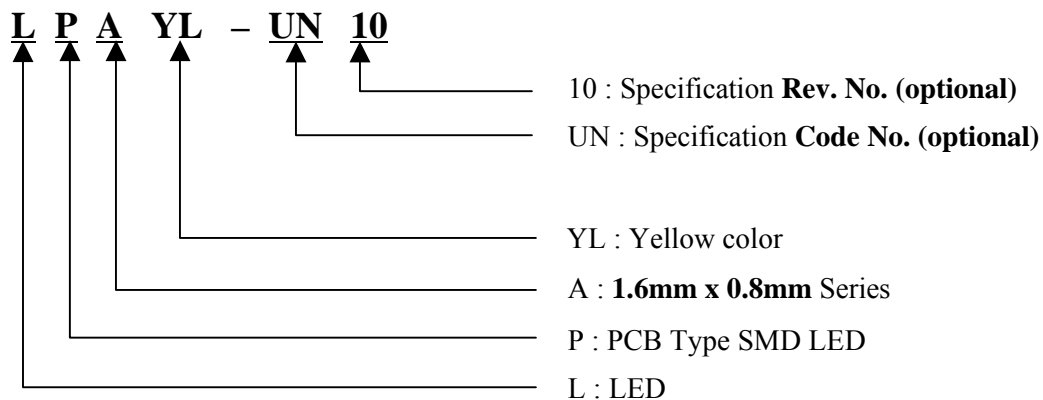 L P A YL – UN 10
10 : Specification Rev. No. (optional)
UN : Specification Code No. (optional)
YL : Yellow color
A : 1.6mm x 0.8mm Series
P : PCB Type SMD LED
L : LED